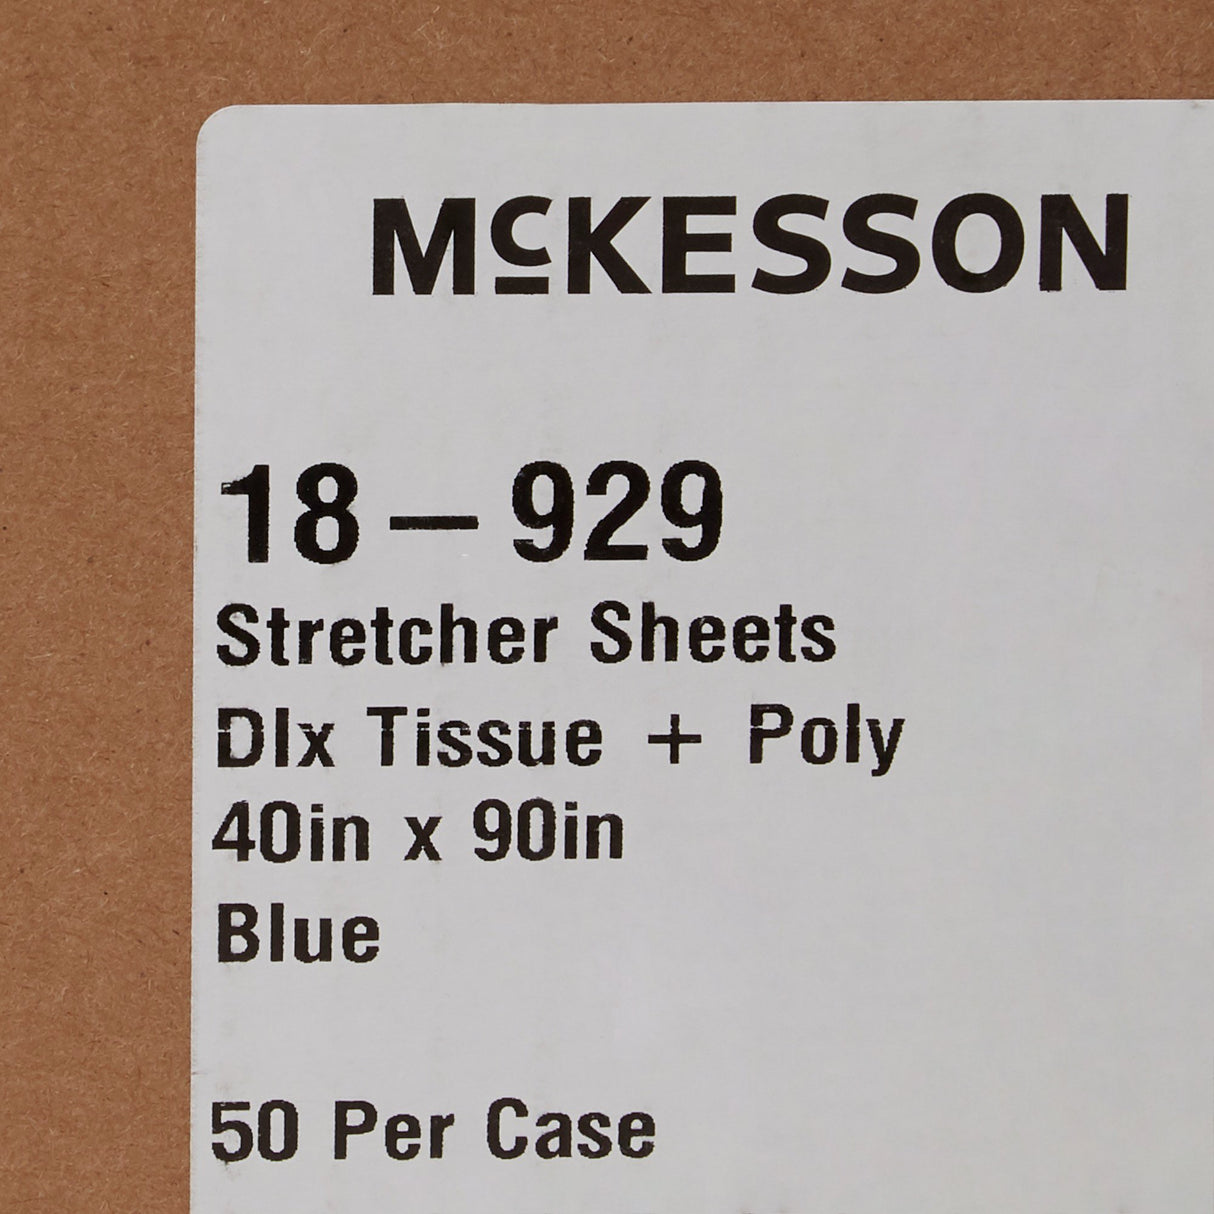 McKESSON
18-929
Stretcher Sheets
Dlx Tissue + Poly
40in x 90in
Blue
50 Per Case